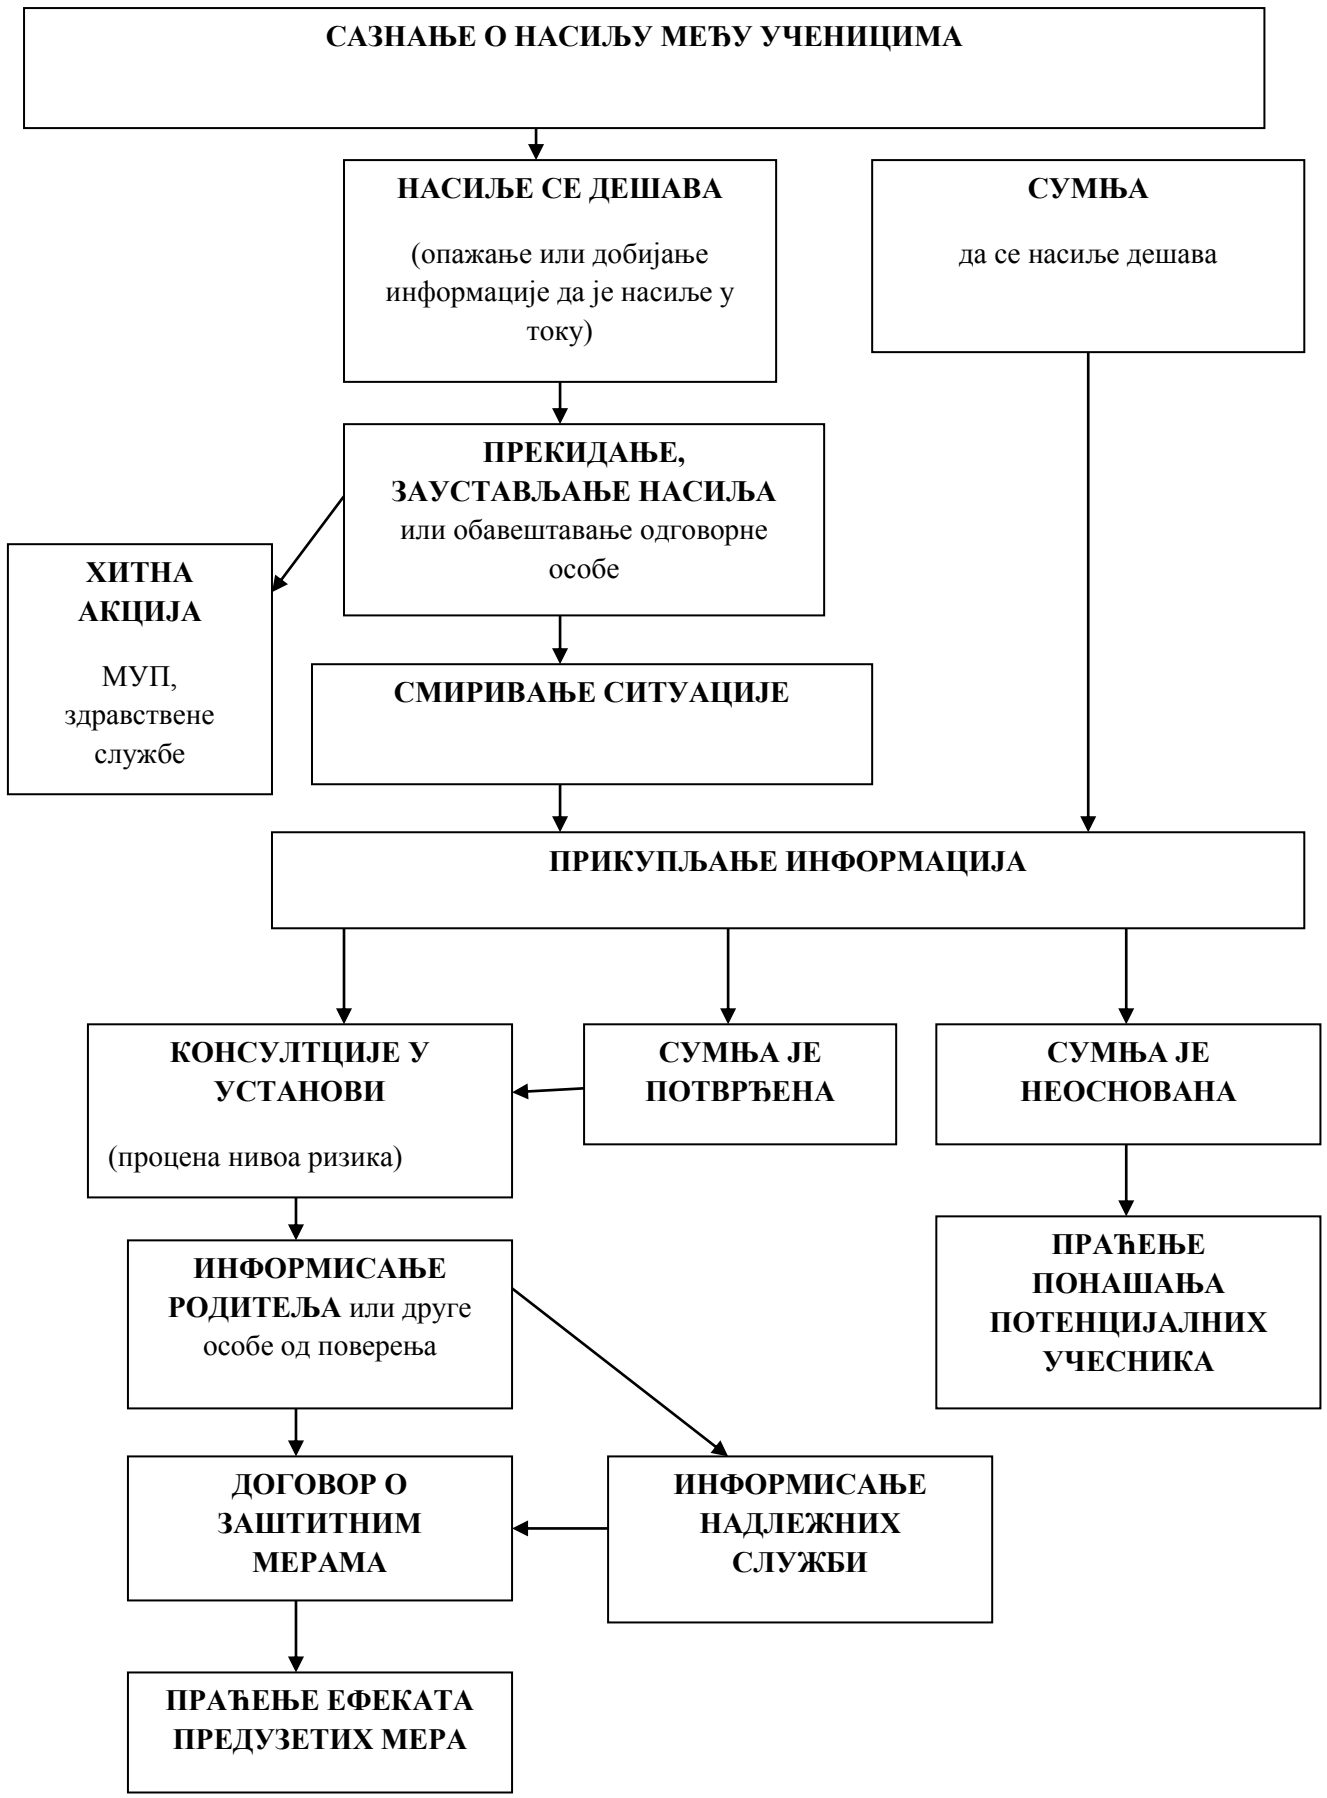 САЗНАЊЕ О НАСИЉУ МЕЂУ УЧЕНИЦИМА
НАСИЉЕ СЕ ДЕШАВА
(опажање или добијање
информације да је насиље у
току)
СУМЊА
да се насиље дешава
ПРЕКИДАЊЕ,
ЗАУСТАВЉАЊЕ НАСИЉА
или обавештавање одговорне
особе
ХИТНА
АКЦИЈА
МУП,
здравствене
службе
СМИРИВАЊЕ СИТУАЦИЈЕ
ПРИКУПЉАЊЕ ИНФОРМАЦИЈА
КОНСУЛТЦИЈЕ У
УСТАНОВИ
(процена нивоа ризика)
СУМЊА ЈЕ
ПОТВРЂЕНА
СУМЊА ЈЕ
НЕОСНОВАНА
ИНФОРМИСАЊЕ
РОДИТЕЉА или друге
особе од поверења
ПРАЋЕЊЕ
ПОНАШАЊА
ПОТЕНЦИЈАЛНИХ
УЧЕСНИКА
ДОГОВОР О
ЗАШТИТНИМ
МЕРАМА
ИНФОРМИСАЊЕ
НАДЛЕЖНИХ
СЛУЖБИ
ПРАЋЕЊЕ ЕФЕКАТА
ПРЕДУЗЕТИХ МЕРА